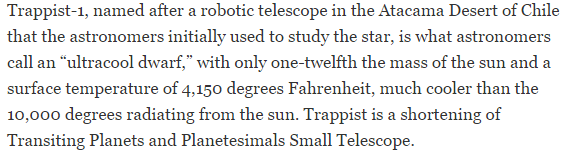 Trappist-1, named after a robotic telescope in the Atacama Desert of Chile
that the astronomers initially used to study the star, is what astronomers
call an “ultracool dwarf,” with only one-twelfth the mass of the sun and a
surface temperature of 4,150 degrees Fahrenheit, much cooler than the
10,000 degrees radiating from the sun. Trappist is a shortening of
Transiting Planets and Planetesimals Small Telescope.